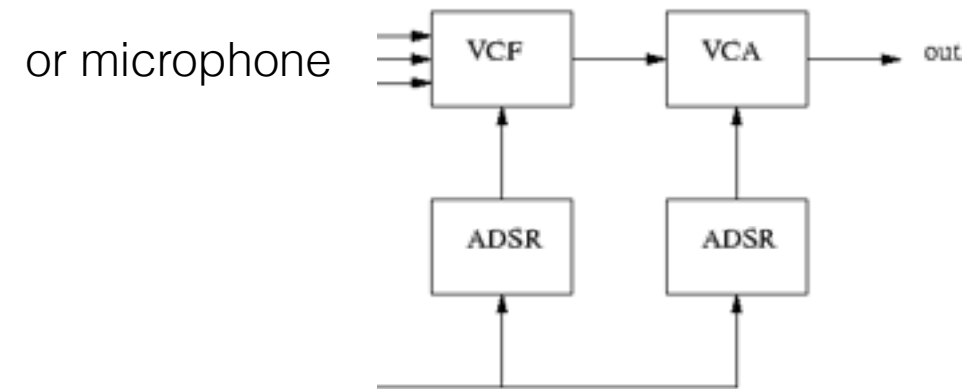 or microphone
VCF
VCA
out
ADSR
ADSR